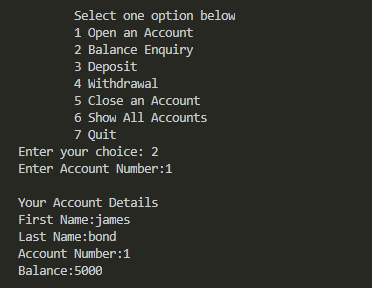 Select one option below
1 Open an Account
2 Balance Enquiry
3 Deposit
4 Withdrawal
5 Close an Account
6 Show All Accounts
7 Quit
Enter your choice: 2
Enter Account Number:1
Your Account Details
First Name:james
Last Name:bond
Account Number:1
Balance:5000